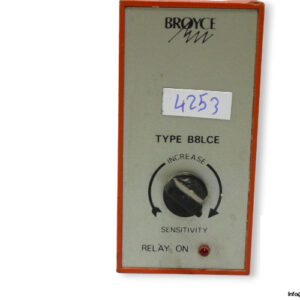 BROYCE
4253
TYPE B8LCE
INCREASE
SENSITIVITY
RELAY ON